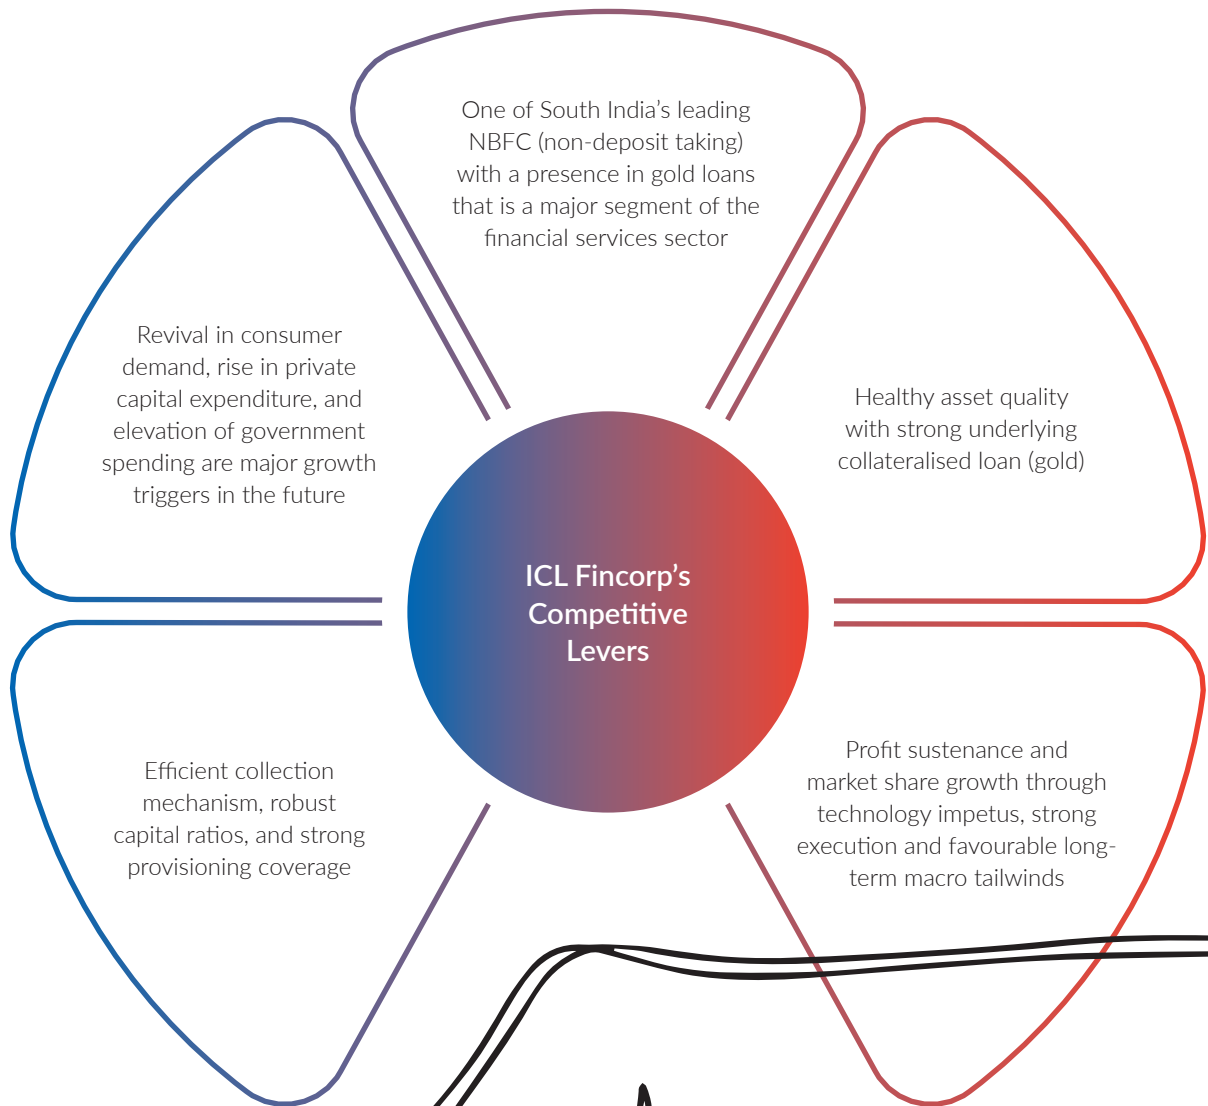 One of South India’s leading
NBFC (non-deposit taking)
with a presence in gold loans
that is a major segment of the
financial services sector
Revival in consumer
demand, rise in private
capital expenditure, and
elevation of government
spending are major growth
triggers in the future
Healthy asset quality
with strong underlying
collateralised loan (gold)
ICL Fincorp’s
Competitive
Levers
Efficient collection
mechanism, robust
capital ratios, and strong
provisioning coverage
Profit sustenance and
market share growth through
technology impetus, strong
execution and favourable long-
term macro tailwinds